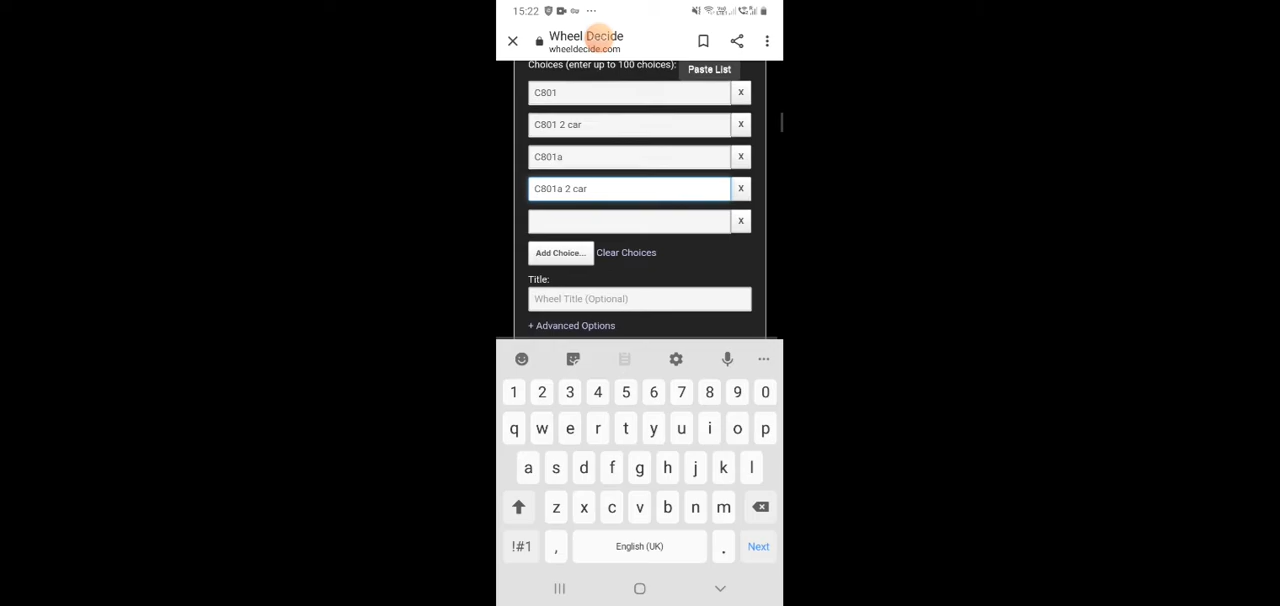 15:22
Wheel Decide
wheeldecide.com
Choices (enter up to 100 choices):
Paste List
C801 X
C801 2 car X
C801a X
C801a 2 car X
X
Add Choice... Clear Choices
Title:
Wheel Title (Optional)
+ Advanced Options
1 2 3 4 5 6 7 8 9 0
q w e r t y u i o p
a s d f g h j k l
z x c v b n m
!#1 , English (UK) . Next